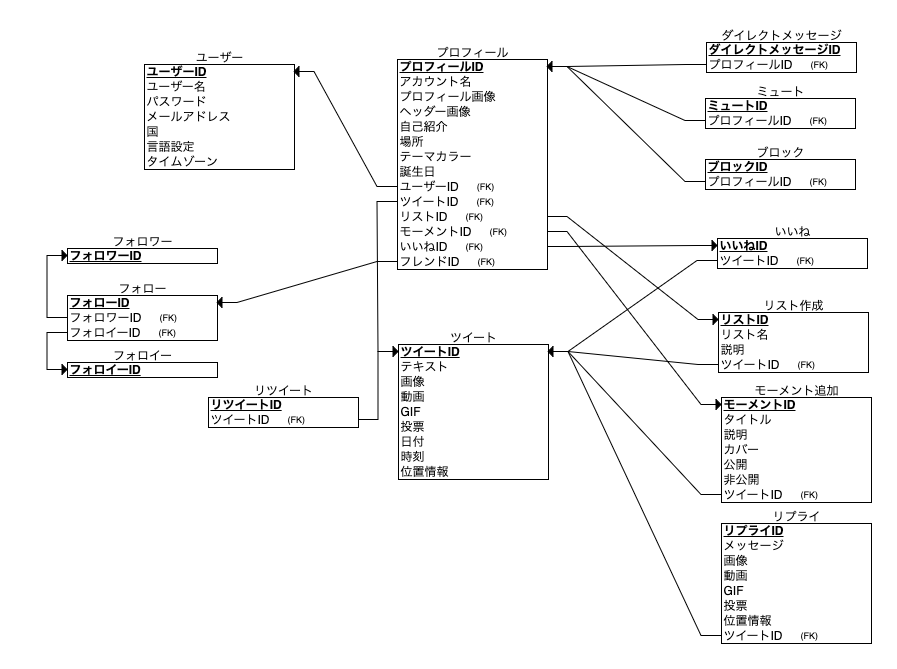 ユーザー
ユーザーID
ユーザー名
パスワード
メールアドレス
国
言語設定
タイムゾーン
プロフィール
プロフィールID
アカウント名
プロフィール画像
ヘッダー画像
自己紹介
場所
テーマカラー
誕生日
ユーザーID (FK)
ツイートID (FK)
リストID (FK)
モーメントID (FK)
いいねID (FK)
フレンドID (FK)
ダイレクトメッセージ
ダイレクトメッセージID
プロフィールID (FK)
ミュート
ミュートID
プロフィールID (FK)
ブロック
ブロックID
プロフィールID (FK)
フォロワー
フォロワーID
フォロー
フォローID
フォロワーID (FK)
フォロイーID (FK)
フォロイー
フォロイーID
リツイート
リツイートID
ツイートID (FK)
ツイート
ツイートID
テキスト
画像
動画
GIF
投票
日付
時刻
位置情報
いいね
いいねID
ツイートID (FK)
リスト作成
リストID
リスト名
説明
ツイートID (FK)
モーメント追加
モーメントID
タイトル
説明
カバー
公開
非公開
ツイートID (FK)
リプライ
リプライID
メッセージ
画像
動画
GIF
投票
位置情報
ツイートID (FK)